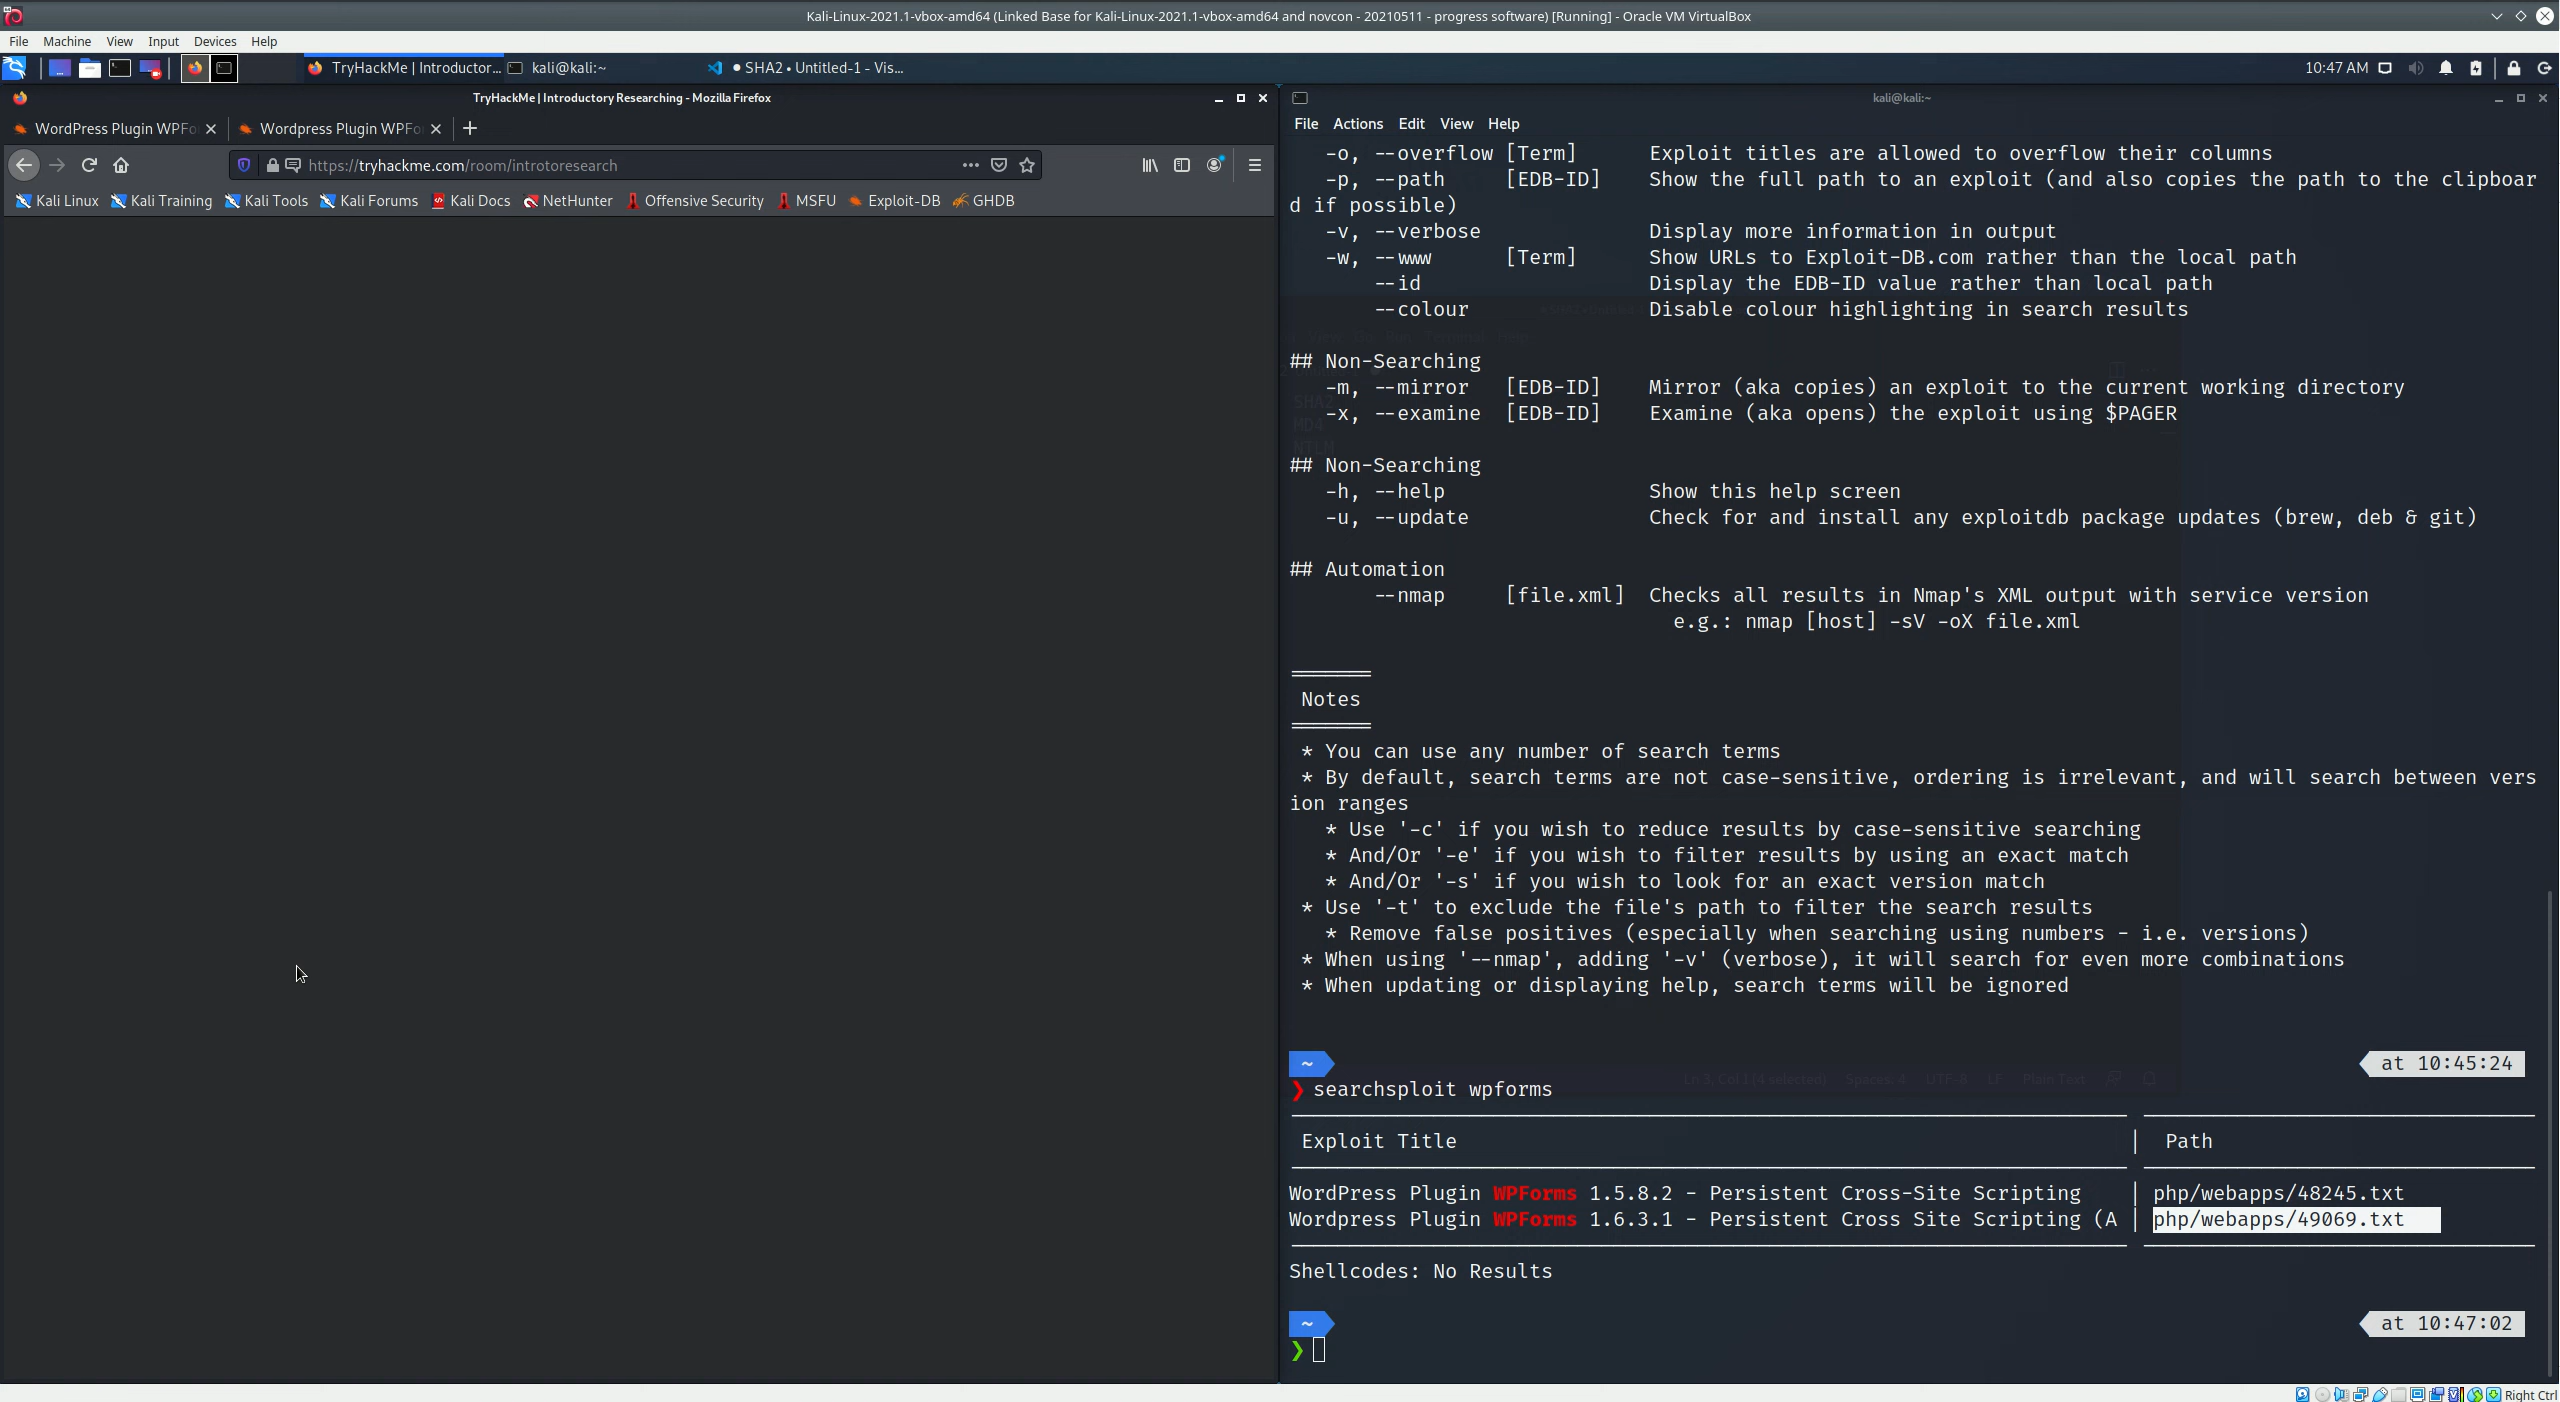 Kali-Linux-2021.1-vbox-amd64 (Linked Base for Kali-Linux-2021.1-vbox-amd64 and novcon - 20210511 - progress software) [Running] - Oracle VM VirtualBox
File Machine View Input Devices Help
TryHackMe | Introductor... kali@kali:~ ● SHA2 • Untitled-1 - Vis... 10:47 AM
TryHackMe | Introductory Researching - Mozilla Firefox
WordPress Plugin WPFo Wordpress Plugin WPFo
https://tryhackme.com/room/introtoresearch
Kali Linux Kali Training Kali Tools Kali Forums Kali Docs NetHunter Offensive Security MSFU Exploit-DB GHDB
kali@kali:~
File Actions Edit View Help
-o, --overflow [Term] Exploit titles are allowed to overflow their columns
-p, --path [EDB-ID] Show the full path to an exploit (and also copies the path to the clipboar
d if possible)
-v, --verbose Display more information in output
-w, --www [Term] Show URLs to Exploit-DB.com rather than the local path
--id Display the EDB-ID value rather than local path
--colour Disable colour highlighting in search results
## Non-Searching
-m, --mirror [EDB-ID] Mirror (aka copies) an exploit to the current working directory
-x, --examine [EDB-ID] Examine (aka opens) the exploit using $PAGER
## Non-Searching
-h, --help Show this help screen
-u, --update Check for and install any exploitdb package updates (brew, deb & git)
## Automation
--nmap [file.xml] Checks all results in Nmap's XML output with service version
e.g.: nmap [host] -sV -oX file.xml
=======
Notes
=======
* You can use any number of search terms
* By default, search terms are not case-sensitive, ordering is irrelevant, and will search between vers
ion ranges
* Use '-c' if you wish to reduce results by case-sensitive searching
* And/Or '-e' if you wish to filter results by using an exact match
* And/Or '-s' if you wish to look for an exact version match
* Use '-t' to exclude the file's path to filter the search results
* Remove false positives (especially when searching using numbers - i.e. versions)
* When using '--nmap', adding '-v' (verbose), it will search for even more combinations
* When updating or displaying help, search terms will be ignored
~ at 10:45:24
❯ searchsploit wpforms
Exploit Title | Path
WordPress Plugin WPForms 1.5.8.2 - Persistent Cross-Site Scripting | php/webapps/48245.txt
Wordpress Plugin WPForms 1.6.3.1 - Persistent Cross Site Scripting (A | php/webapps/49069.txt
Shellcodes: No Results
~ at 10:47:02
❯
Right Ctrl